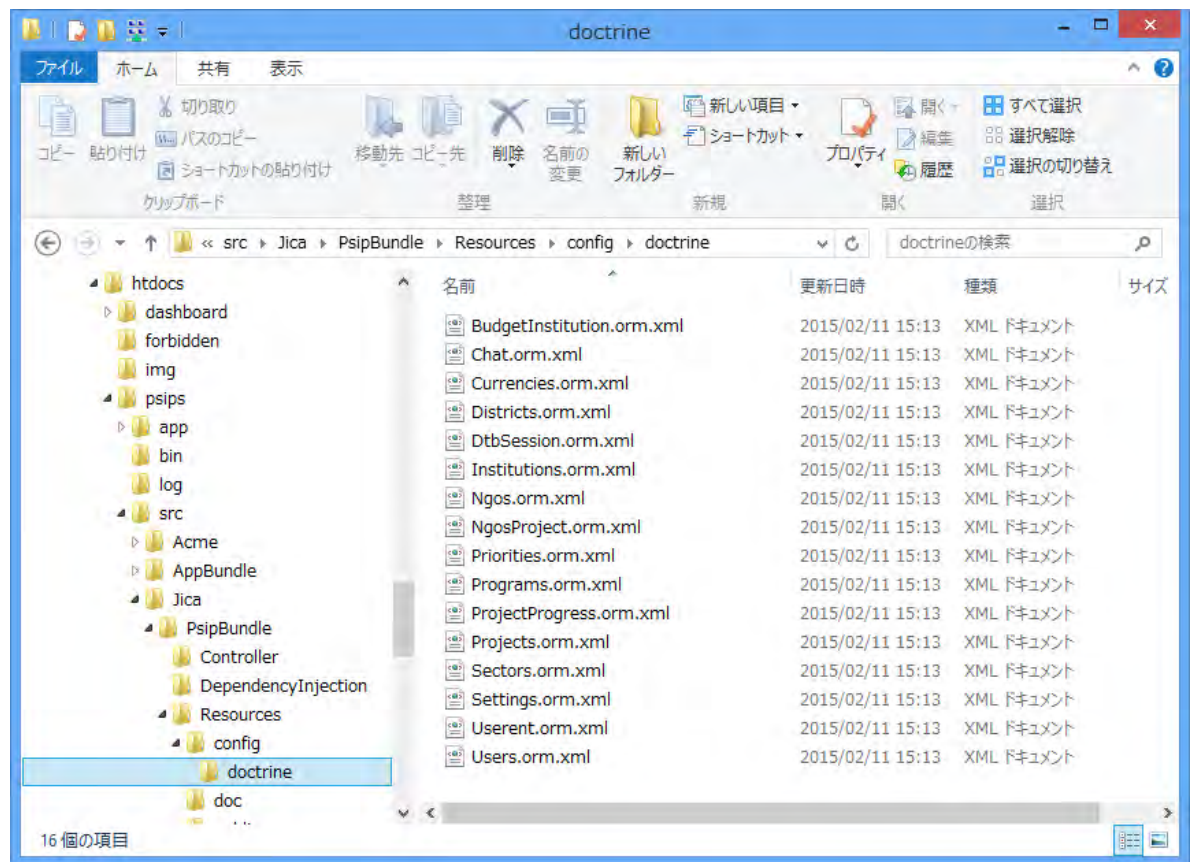 doctrine
ファイル ホーム 共有 表示
コピー 貼り付け 切り取り パスのコピー ショートカットの貼り付け 移動先 コピー先 削除 名前の変更 新しいフォルダー 新しい項目 ショートカット プロパティ 開く 編集 履歴 すべて選択 選択解除 選択の切り替え
クリップボード 整理 新規 開く 選択
« src Jica PsipBundle Resources config doctrine doctrineの検索
htdocs
dashboard
forbidden
img
psips
app
bin
log
src
Acme
AppBundle
Jica
PsipBundle
Controller
DependencyInjection
Resources
config
doctrine
doc
名前 更新日時 種類 サイズ
BudgetInstitution.orm.xml 2015/02/11 15:13 XML ドキュメント
Chat.orm.xml 2015/02/11 15:13 XML ドキュメント
Currencies.orm.xml 2015/02/11 15:13 XML ドキュメント
Districts.orm.xml 2015/02/11 15:13 XML ドキュメント
DtbSession.orm.xml 2015/02/11 15:13 XML ドキュメント
Institutions.orm.xml 2015/02/11 15:13 XML ドキュメント
Ngos.orm.xml 2015/02/11 15:13 XML ドキュメント
NgosProject.orm.xml 2015/02/11 15:13 XML ドキュメント
Priorities.orm.xml 2015/02/11 15:13 XML ドキュメント
Programs.orm.xml 2015/02/11 15:13 XML ドキュメント
ProjectProgress.orm.xml 2015/02/11 15:13 XML ドキュメント
Projects.orm.xml 2015/02/11 15:13 XML ドキュメント
Sectors.orm.xml 2015/02/11 15:13 XML ドキュメント
Settings.orm.xml 2015/02/11 15:13 XML ドキュメント
Userent.orm.xml 2015/02/11 15:13 XML ドキュメント
Users.orm.xml 2015/02/11 15:13 XML ドキュメント
16 個の項目